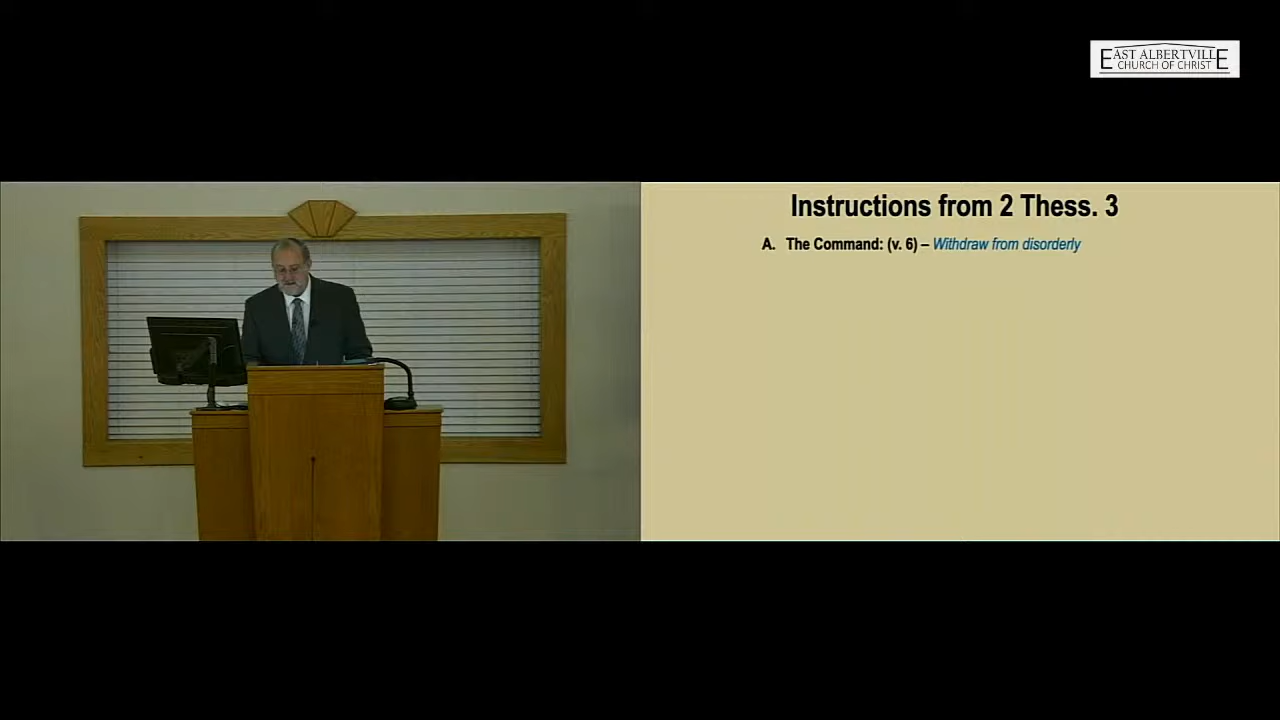 EAST ALBERTVILLE
CHURCH OF CHRIST
Instructions from 2 Thess. 3
A. The Command: (v. 6) – Withdraw from disorderly